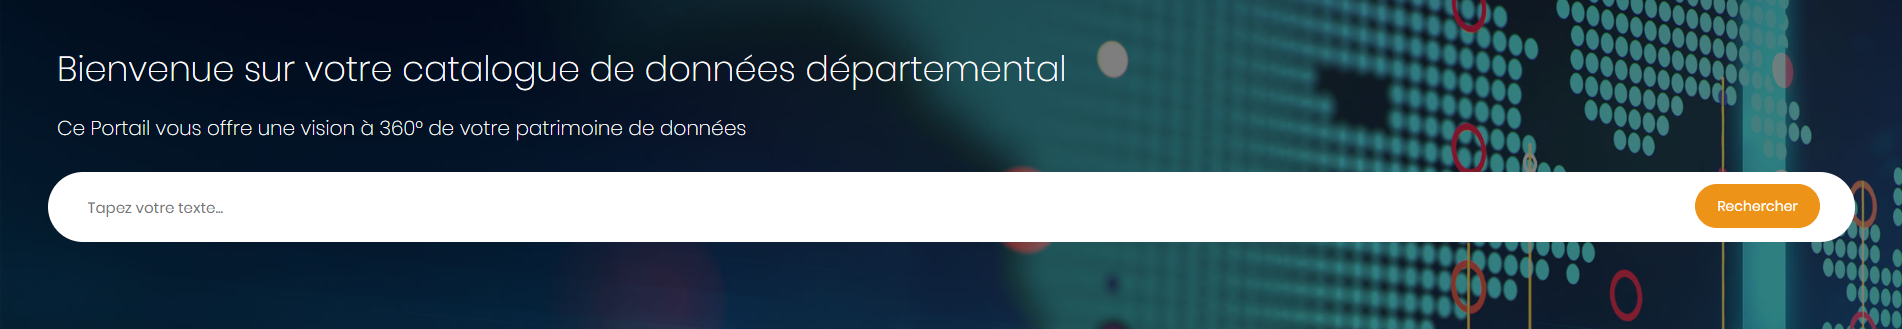 Bienvenue sur votre catalogue de données départemental
Ce Portail vous offre une vision à 360° de votre patrimoine de données
Tapez votre texte...
Rechercher